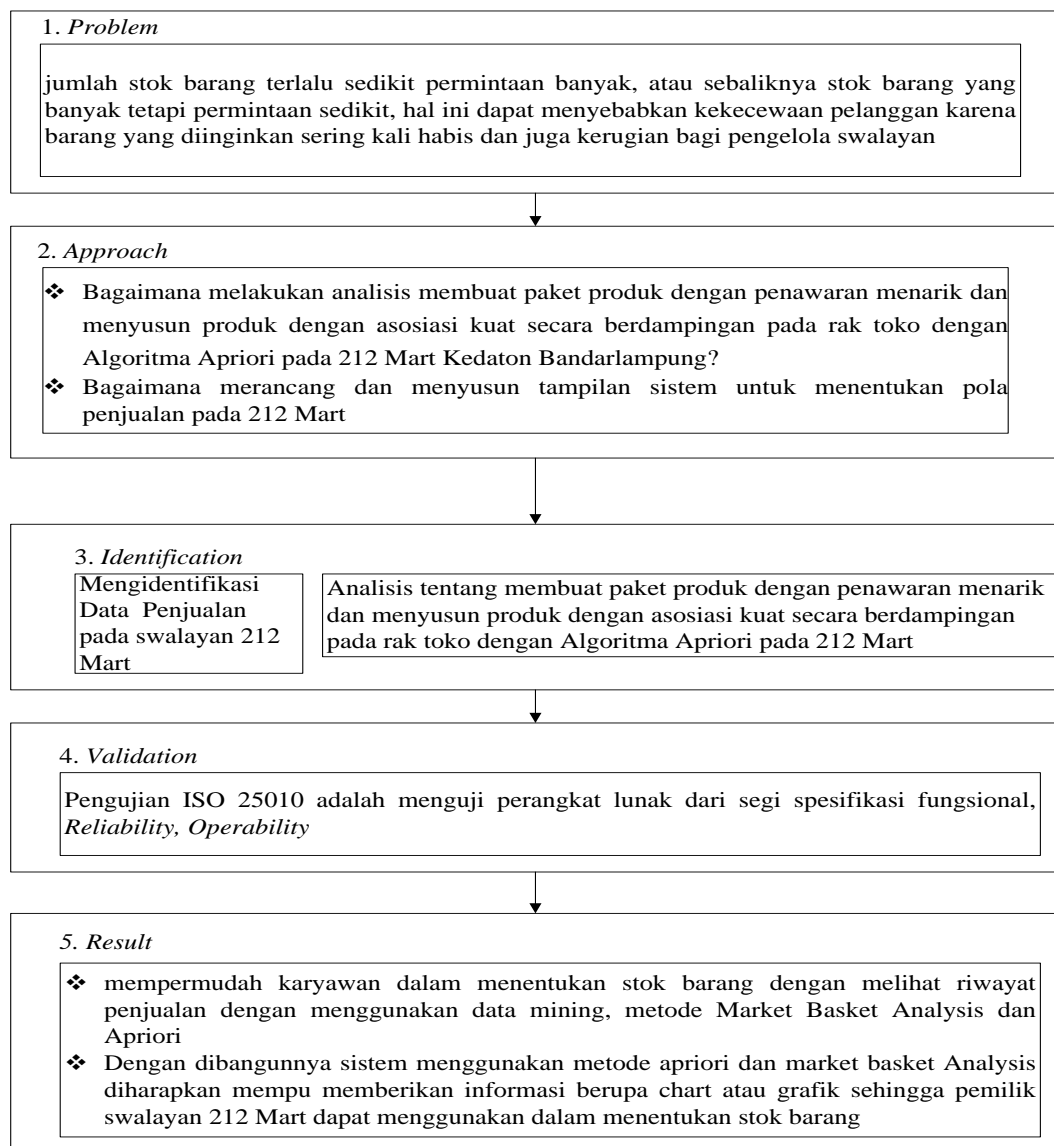 1. Problem
jumlah stok barang terlalu sedikit permintaan banyak, atau sebaliknya stok barang yang
banyak tetapi permintaan sedikit, hal ini dapat menyebabkan kekecewaan pelanggan karena
barang yang diinginkan sering kali habis dan juga kerugian bagi pengelola swalayan
2. Approach
❖ Bagaimana melakukan analisis membuat paket produk dengan penawaran menarik dan
menyusun produk dengan asosiasi kuat secara berdampingan pada rak toko dengan
Algoritma Apriori pada 212 Mart Kedaton Bandarlampung?
❖ Bagaimana merancang dan menyusun tampilan sistem untuk menentukan pola
penjualan pada 212 Mart
3. Identification
Mengidentifikasi
Data Penjualan
pada swalayan 212
Mart
Analisis tentang membuat paket produk dengan penawaran menarik
dan menyusun produk dengan asosiasi kuat secara berdampingan
pada rak toko dengan Algoritma Apriori pada 212 Mart
4. Validation
Pengujian ISO 25010 adalah menguji perangkat lunak dari segi spesifikasi fungsional,
Reliability, Operability
5. Result
❖ mempermudah karyawan dalam menentukan stok barang dengan melihat riwayat
penjualan dengan menggunakan data mining, metode Market Basket Analysis dan
Apriori
❖ Dengan dibangunnya sistem menggunakan metode apriori dan market basket Analysis
diharapkan mempu memberikan informasi berupa chart atau grafik sehingga pemilik
swalayan 212 Mart dapat menggunakan dalam menentukan stok barang